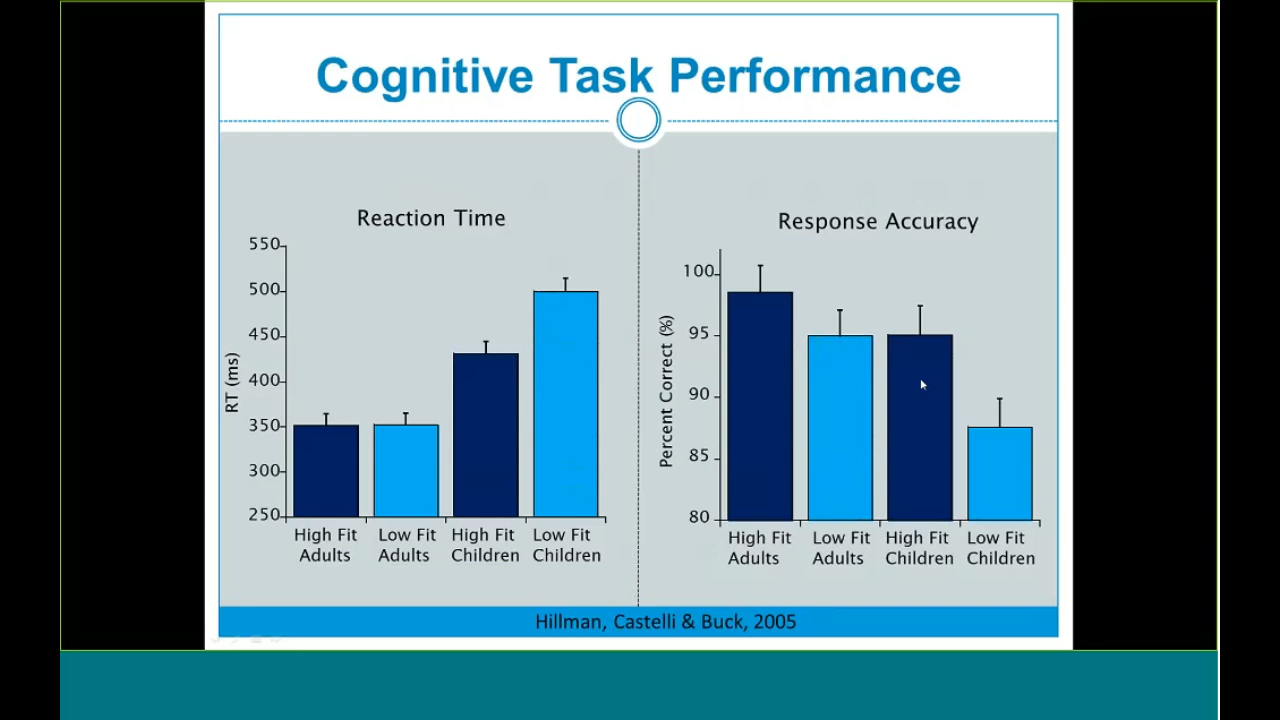 Cognitive Task Performance
Reaction Time
550
500
450
400
350
300
250
RT (ms)
High Fit Adults
Low Fit Adults
High Fit Children
Low Fit Children
Response Accuracy
100
95
90
85
80
Percent Correct (%)
High Fit Adults
Low Fit Adults
High Fit Children
Low Fit Children
Hillman, Castelli & Buck, 2005